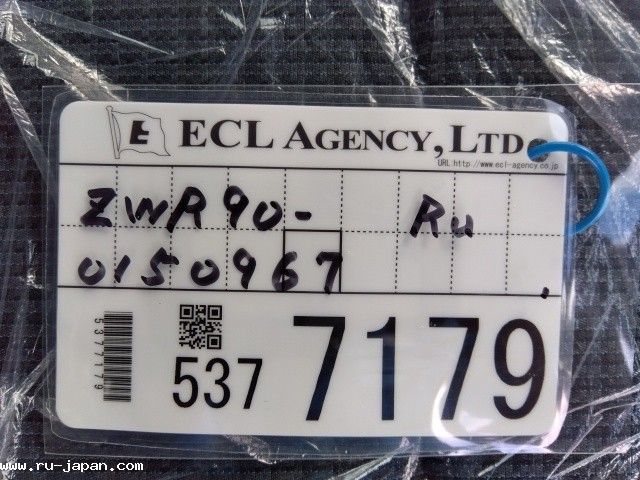 E ECL AGENCY, LTD.
URL:http://www.ecl-agency.co.jp
ZWR90- Ru
0150967
5377179
537 7179
www.ru-japan.com